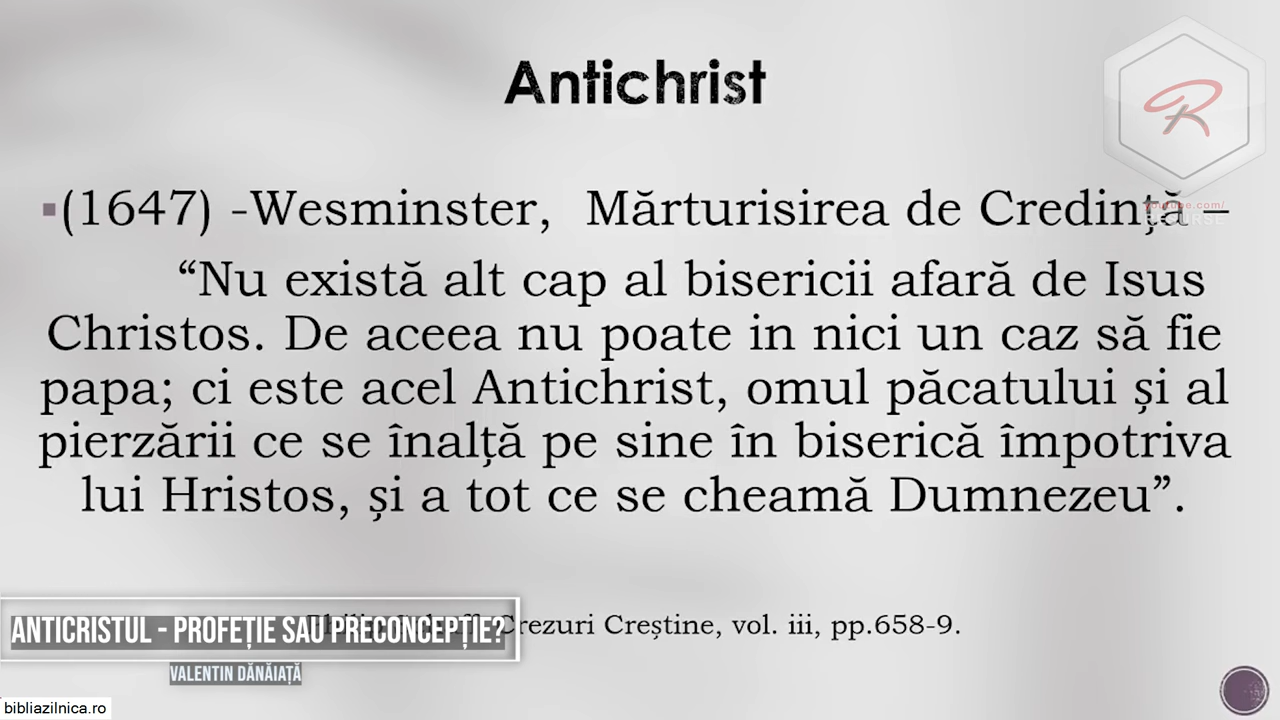 Antichrist
R
(1647) -Wesminster, Mărturisirea de Credință –
youtube.com/
“Nu există alt cap al bisericii afară de Isus
Christos. De aceea nu poate in nici un caz să fie
papa; ci este acel Antichrist, omul păcatului și al
pierzării ce se înalță pe sine în biserică împotriva
lui Hristos, și a tot ce se cheamă Dumnezeu”.
Crezuri Creștine, vol. iii, pp.658-9.
ANTICRISTUL - PROFEȚIE SAU PRECONCEPȚIE?
VALENTIN DĂNĂIAȚĂ
bibliazilnica.ro